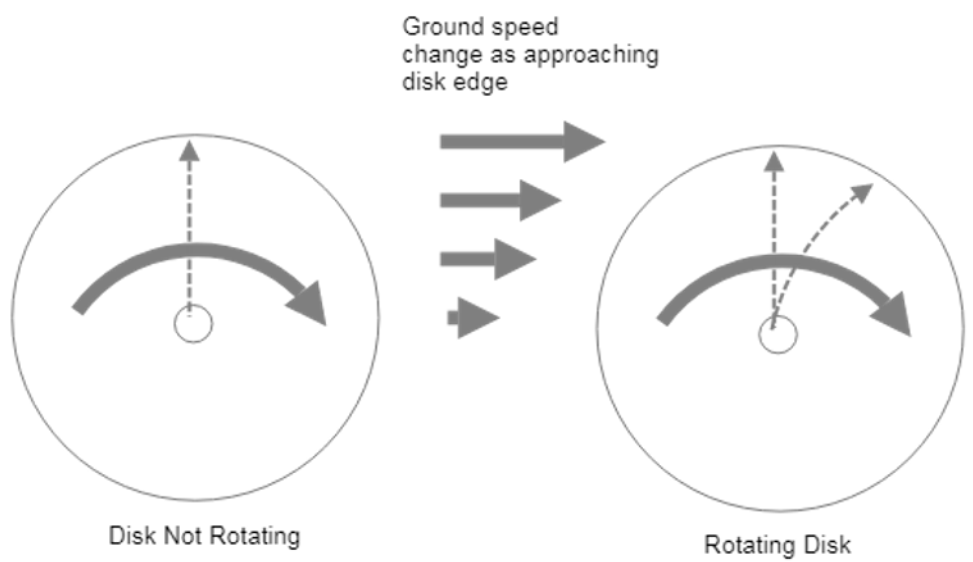 Ground speed
change as approaching
disk edge
Disk Not Rotating
Rotating Disk